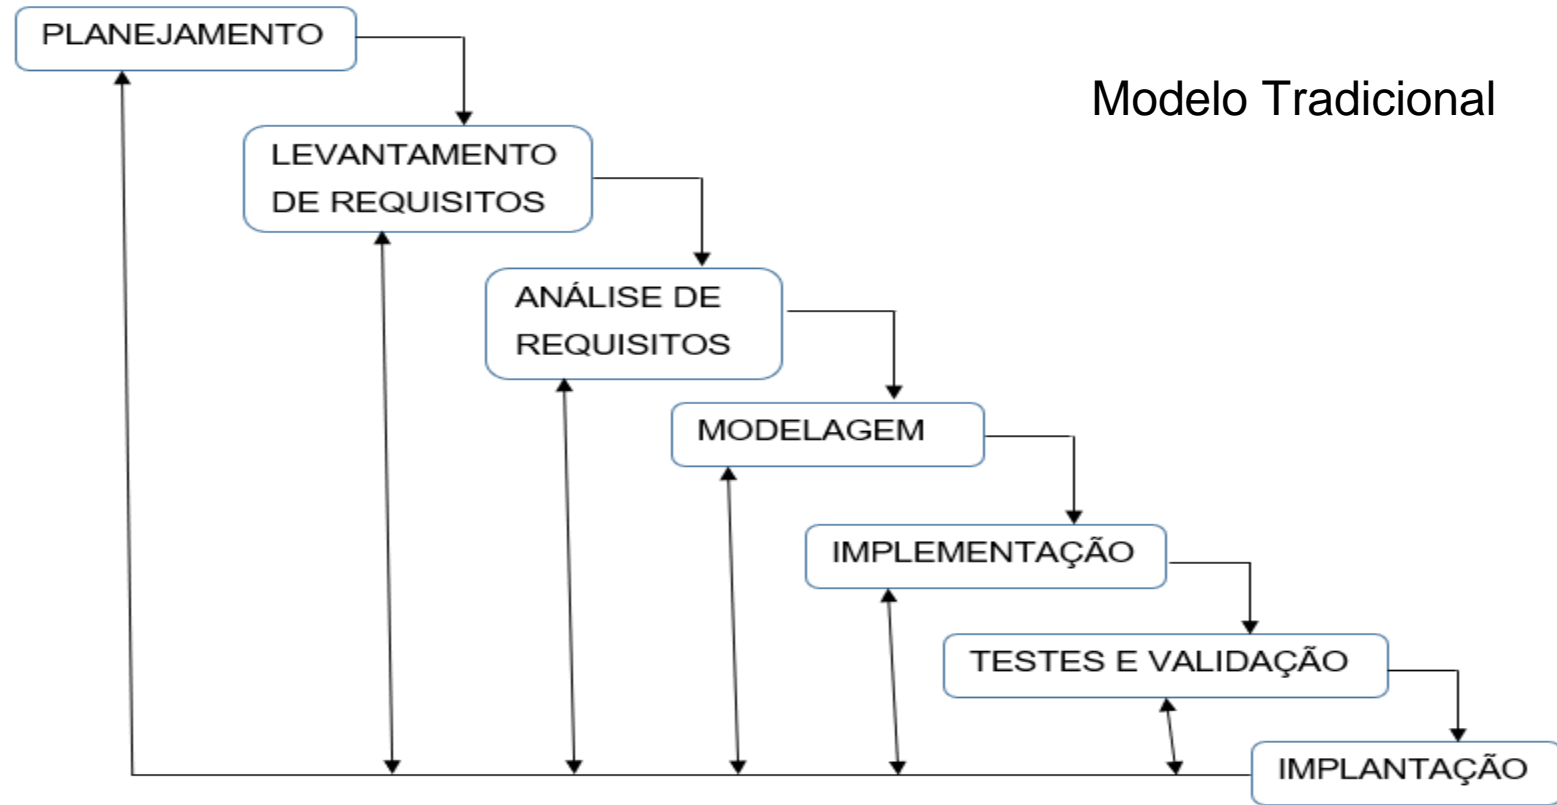 PLANEJAMENTO
Modelo Tradicional
LEVANTAMENTO
DE REQUISITOS
ANÁLISE DE
REQUISITOS
MODELAGEM
IMPLEMENTAÇÃO
TESTES E VALIDAÇÃO
IMPLANTAÇÃO